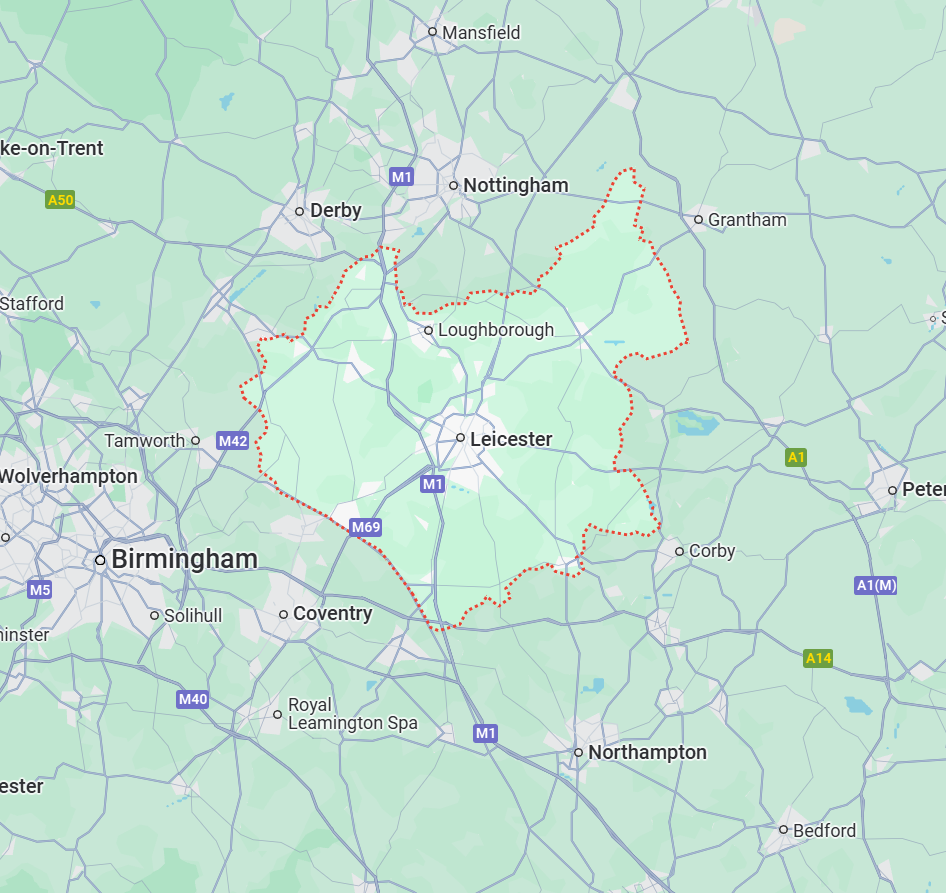 Mansfield
ke-on-Trent
M1
Nottingham
A50
Derby
Grantham
Stafford
S
Loughborough
Tamworth
M42
Leicester
A1
Wolverhampton
M1
Peter
M69
Birmingham
Corby
M5
A1(M)
Solihull
Coventry
inster
A14
M40
Royal
Leamington Spa
M1
Northampton
ester
Bedford